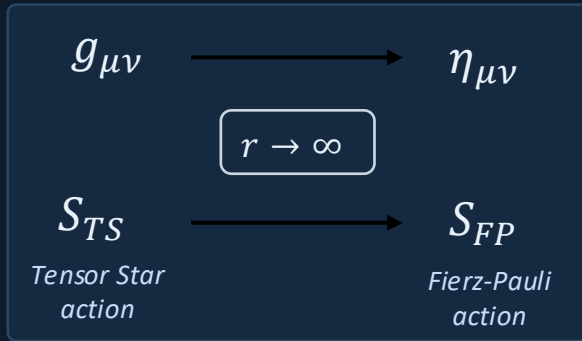 g_{μν} → η_{μν}
r → ∞
S_{TS} → S_{FP}
Tensor Star
action
Fierz-Pauli
action